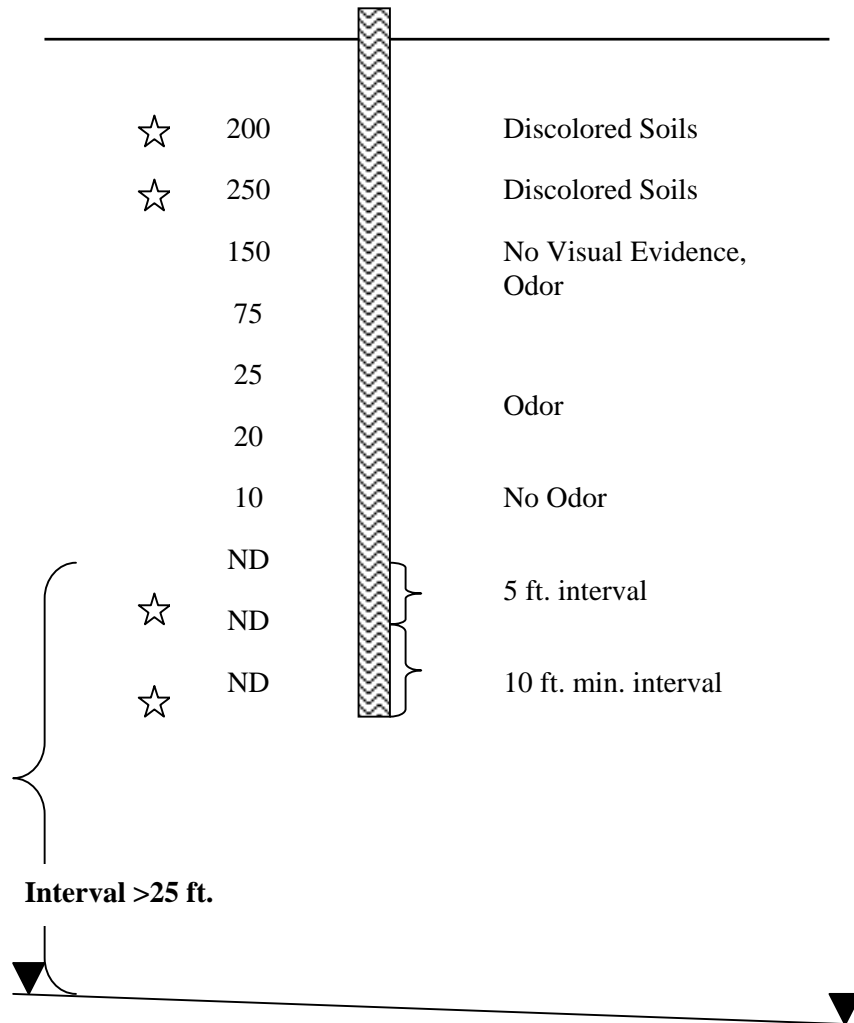 200 Discolored Soils
250 Discolored Soils
150 No Visual Evidence,
Odor
75
25
Odor
20
10 No Odor
ND
5 ft. interval
ND
ND 10 ft. min. interval
Interval >25 ft.